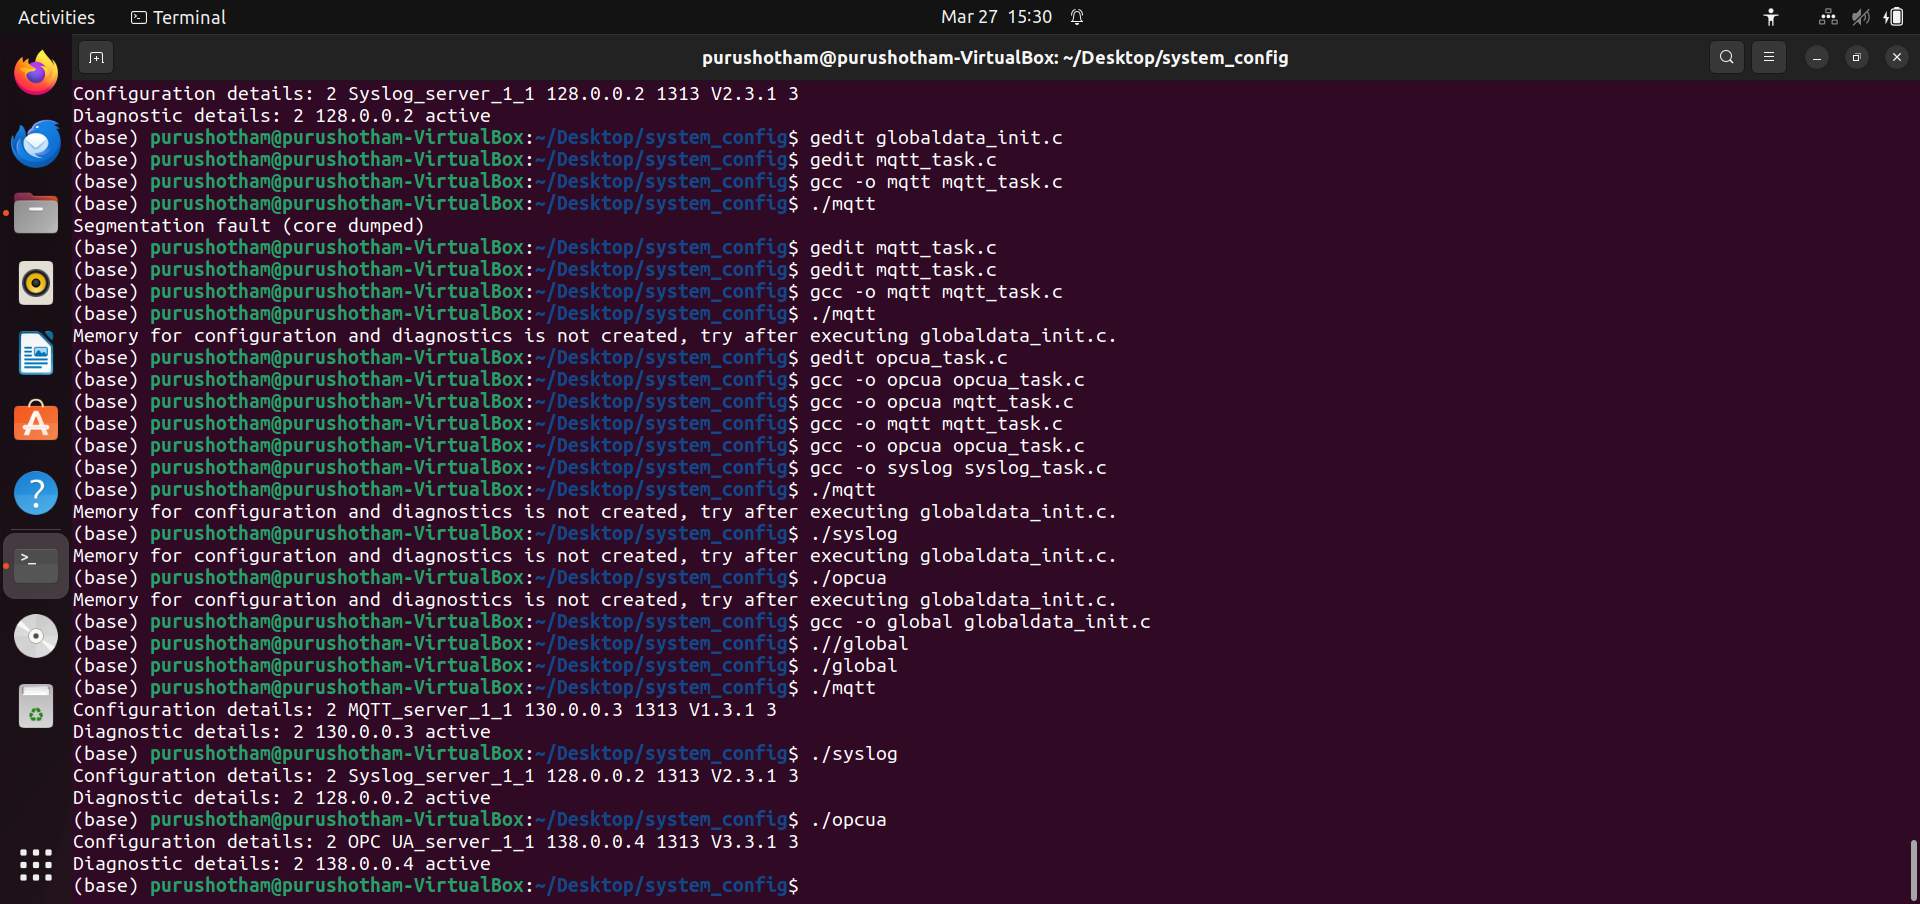 Activities
Terminal
Mar 27 15:30
purushotham@purushotham-VirtualBox: ~/Desktop/system_config
Configuration details: 2 Syslog_server_1_1 128.0.0.2 1313 V2.3.1 3
Diagnostic details: 2 128.0.0.2 active
(base) purushotham@purushotham-VirtualBox:~/Desktop/system_config$ gedit globaldata_init.c
(base) purushotham@purushotham-VirtualBox:~/Desktop/system_config$ gedit mqtt_task.c
(base) purushotham@purushotham-VirtualBox:~/Desktop/system_config$ gcc -o mqtt mqtt_task.c
(base) purushotham@purushotham-VirtualBox:~/Desktop/system_config$ ./mqtt
Segmentation fault (core dumped)
(base) purushotham@purushotham-VirtualBox:~/Desktop/system_config$ gedit mqtt_task.c
(base) purushotham@purushotham-VirtualBox:~/Desktop/system_config$ gedit mqtt_task.c
(base) purushotham@purushotham-VirtualBox:~/Desktop/system_config$ gcc -o mqtt mqtt_task.c
(base) purushotham@purushotham-VirtualBox:~/Desktop/system_config$ ./mqtt
Memory for configuration and diagnostics is not created, try after executing globaldata_init.c.
(base) purushotham@purushotham-VirtualBox:~/Desktop/system_config$ gedit opcua_task.c
(base) purushotham@purushotham-VirtualBox:~/Desktop/system_config$ gcc -o opcua opcua_task.c
(base) purushotham@purushotham-VirtualBox:~/Desktop/system_config$ gcc -o opcua mqtt_task.c
(base) purushotham@purushotham-VirtualBox:~/Desktop/system_config$ gcc -o mqtt mqtt_task.c
(base) purushotham@purushotham-VirtualBox:~/Desktop/system_config$ gcc -o opcua opcua_task.c
(base) purushotham@purushotham-VirtualBox:~/Desktop/system_config$ gcc -o syslog syslog_task.c
(base) purushotham@purushotham-VirtualBox:~/Desktop/system_config$ ./mqtt
Memory for configuration and diagnostics is not created, try after executing globaldata_init.c.
(base) purushotham@purushotham-VirtualBox:~/Desktop/system_config$ ./syslog
Memory for configuration and diagnostics is not created, try after executing globaldata_init.c.
(base) purushotham@purushotham-VirtualBox:~/Desktop/system_config$ ./opcua
Memory for configuration and diagnostics is not created, try after executing globaldata_init.c.
(base) purushotham@purushotham-VirtualBox:~/Desktop/system_config$ gcc -o global globaldata_init.c
(base) purushotham@purushotham-VirtualBox:~/Desktop/system_config$ .//global
(base) purushotham@purushotham-VirtualBox:~/Desktop/system_config$ ./global
(base) purushotham@purushotham-VirtualBox:~/Desktop/system_config$ ./mqtt
Configuration details: 2 MQTT_server_1_1 130.0.0.3 1313 V1.3.1 3
Diagnostic details: 2 130.0.0.3 active
(base) purushotham@purushotham-VirtualBox:~/Desktop/system_config$ ./syslog
Configuration details: 2 Syslog_server_1_1 128.0.0.2 1313 V2.3.1 3
Diagnostic details: 2 128.0.0.2 active
(base) purushotham@purushotham-VirtualBox:~/Desktop/system_config$ ./opcua
Configuration details: 2 OPC UA_server_1_1 138.0.0.4 1313 V3.3.1 3
Diagnostic details: 2 138.0.0.4 active
(base) purushotham@purushotham-VirtualBox:~/Desktop/system_config$